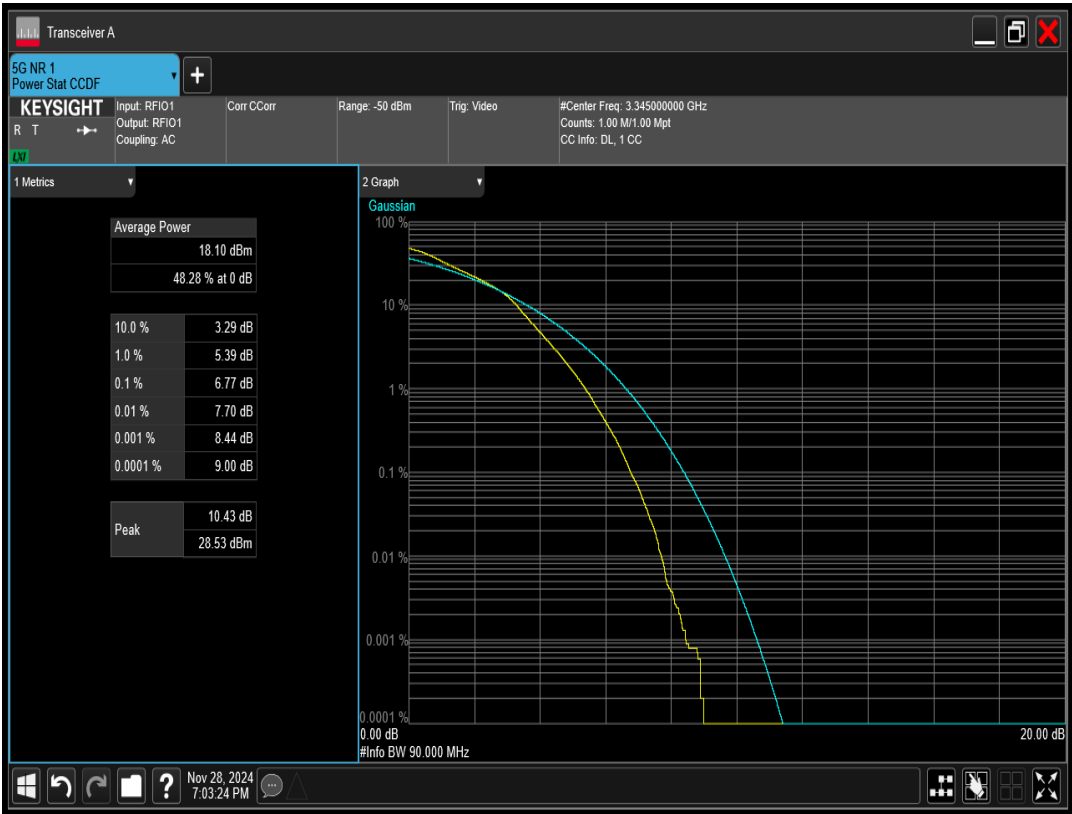 Transceiver A
5G NR 1
Power Stat CCDF
+
KEYSIGHT
R T
LXI
Input: RFIO1
Output: RFIO1
Coupling: AC
Corr CCorr
Range: -50 dBm
Trig: Video
#Center Freq: 3.345000000 GHz
Counts: 1.00 M/1.00 Mpt
CC Info: DL, 1 CC
1 Metrics
Average Power
18.10 dBm
48.28 % at 0 dB
10.0 % 3.29 dB
1.0 % 5.39 dB
0.1 % 6.77 dB
0.01 % 7.70 dB
0.001 % 8.44 dB
0.0001 % 9.00 dB
Peak
10.43 dB
28.53 dBm
2 Graph
Gaussian
100 %
10 %
1 %
0.1 %
0.01 %
0.001 %
0.0001 %
0.00 dB 20.00 dB
#Info BW 90.000 MHz
?
Nov 28, 2024
7:03:24 PM